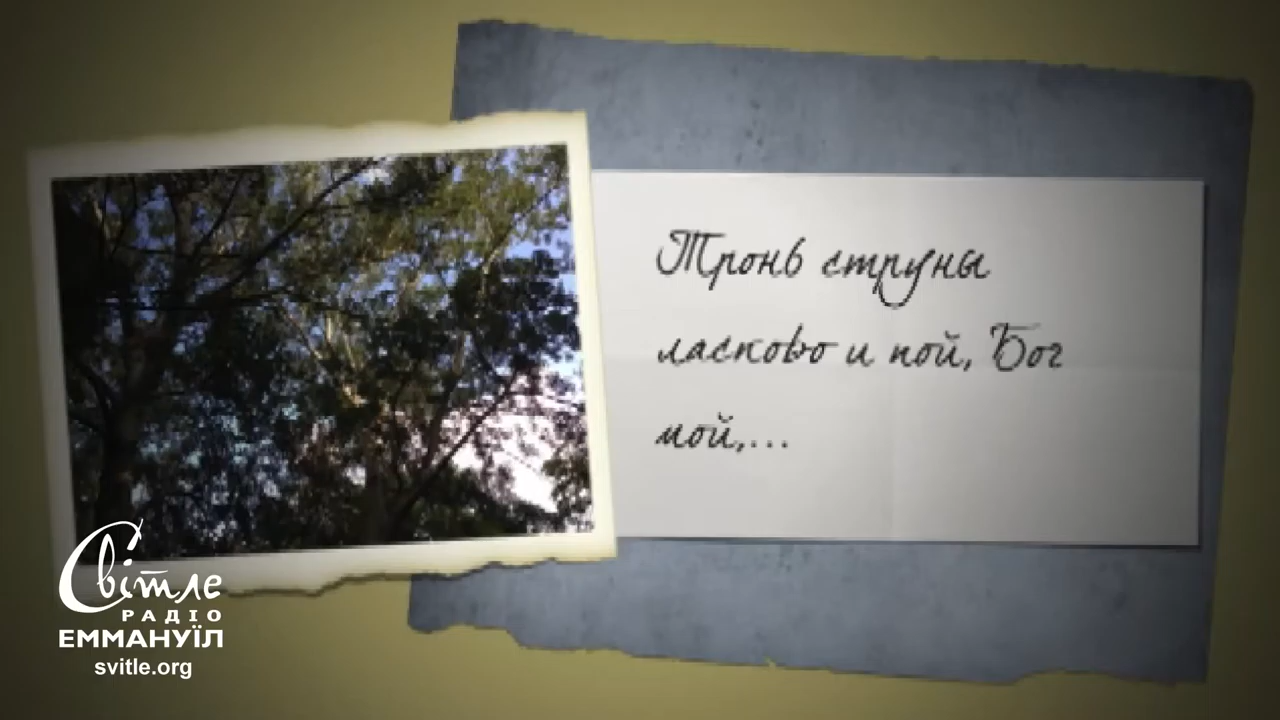 Тронь струны
ласково и пой, Бог
мой,...
Світле
РАДІО
ЕММАНУЇЛ
svitle.org